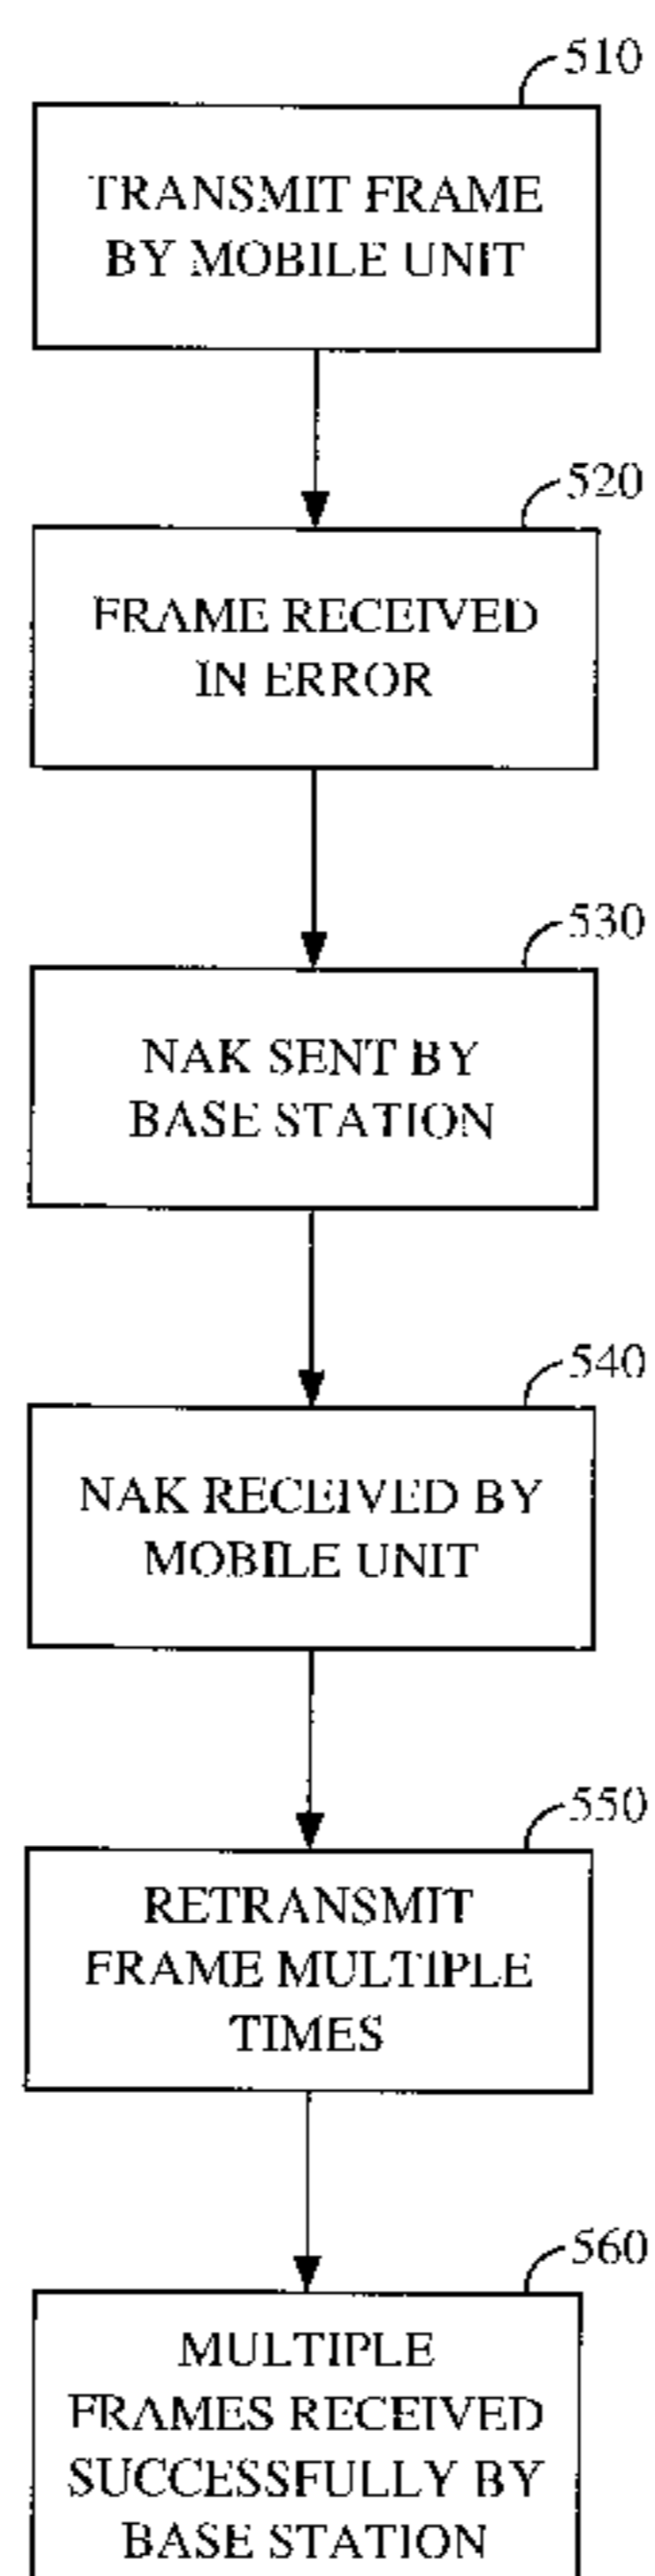 510
TRANSMIT FRAME
BY MOBILE UNIT
520
FRAME RECEIVED
IN ERROR
530
NAK SENT BY
BASE STATION
540
NAK RECEIVED BY
MOBILE UNIT
550
RETRANSMIT
FRAME MULTIPLE
TIMES
560
MULTIPLE
FRAMES RECEIVED
SUCCESSFULLY BY
BASE STATION